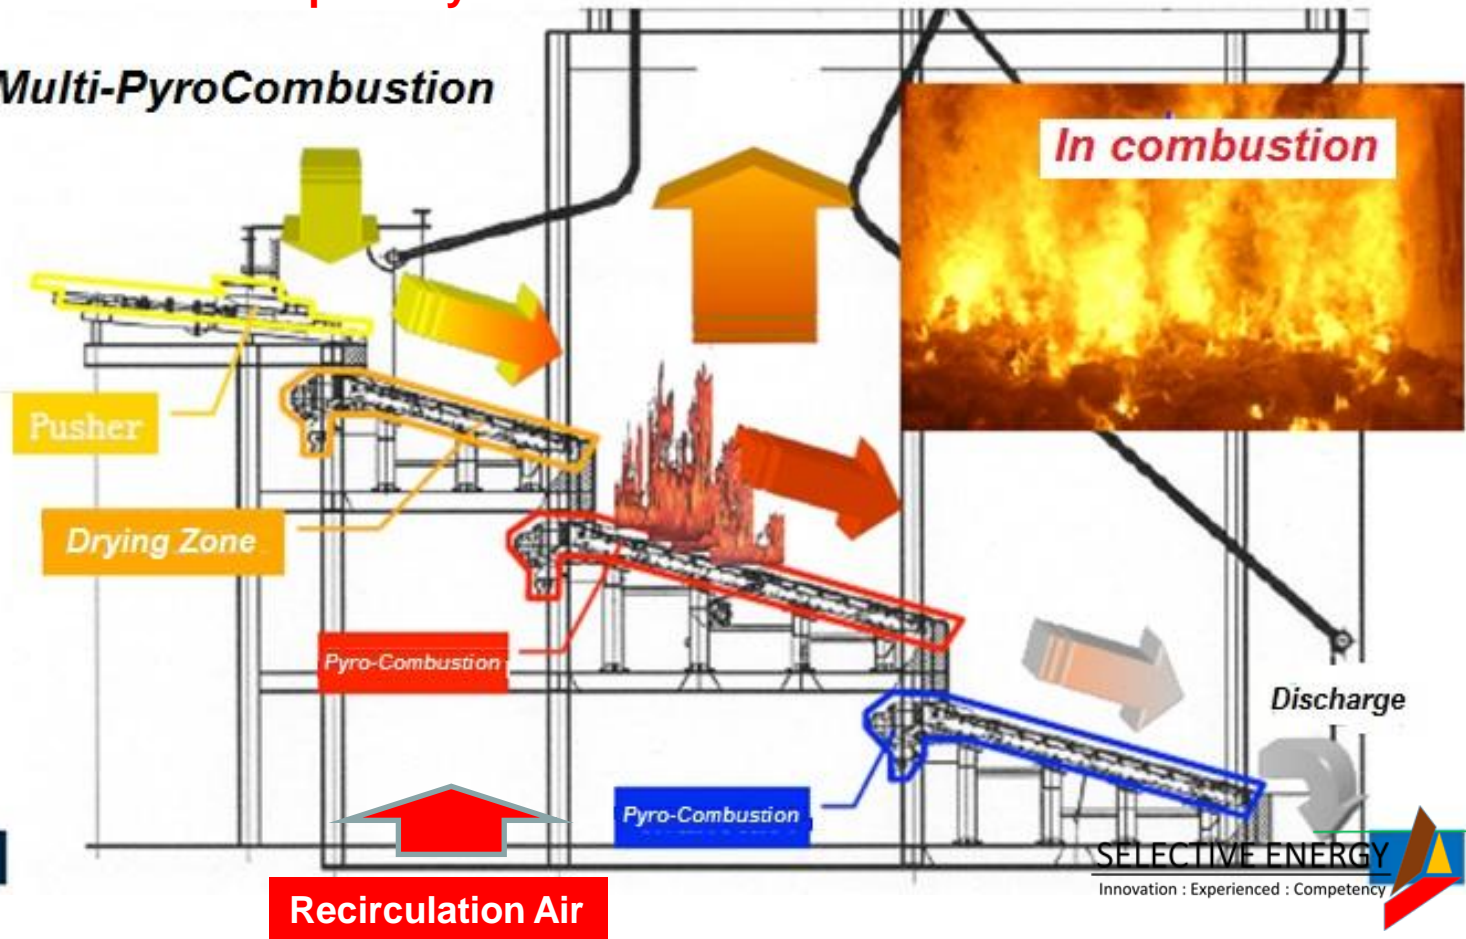 Multi-PyroCombustion
In combustion
Pusher
Drying Zone
Pyro-Combustion
Discharge
Pyro-Combustion
SELECTIVE ENERGY
Innovation : Experienced : Competency
Recirculation Air